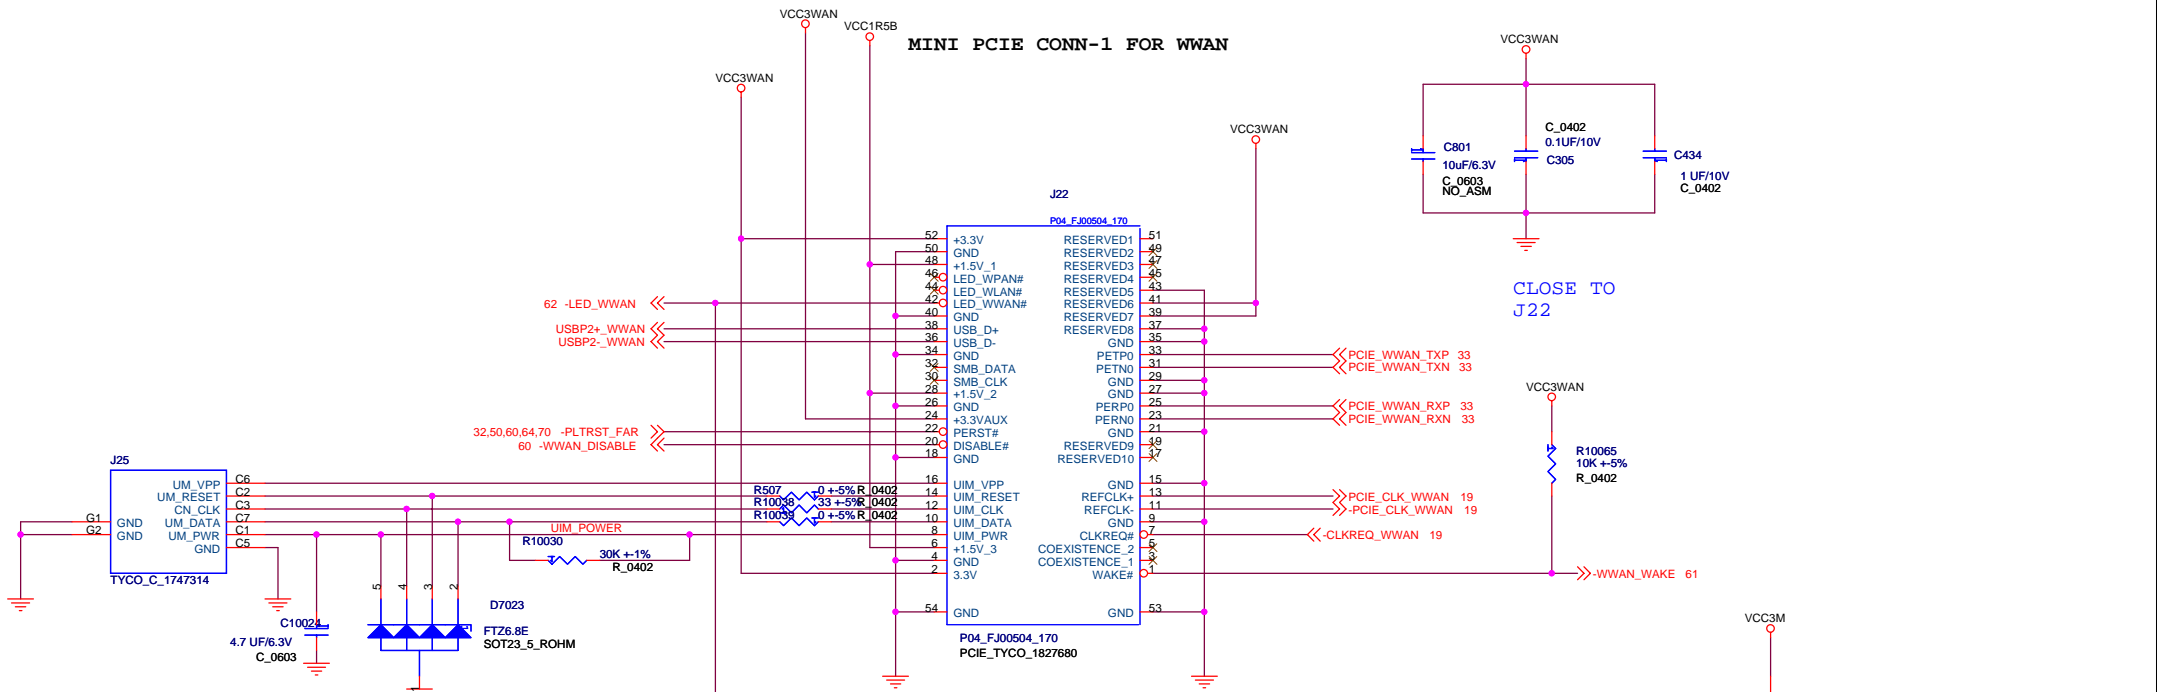 MINI PCIE CONN-1 FOR WWAN
VCC3WAN
VCC1R5B
VCC3WAN
VCC3WAN
VCC3WAN
C801
10uF/6.3V
C_0603
NO_ASM
C_0402
0.1UF/10V
C305
C434
1 UF/10V
C_0402
CLOSE TO
J22
J22
P04_FJ00504_170
52 +3.3V
50 GND
48 +1.5V_1
46 LED_WPAN#
44 LED_WLAN#
42 LED_WWAN#
40 GND
38 USB_D+
36 USB_D-
34 GND
32 SMB_DATA
30 SMB_CLK
28 +1.5V_2
26 GND
24 +3.3VAUX
22 PERST#
20 DISABLE#
18 GND
16 UIM_VPP
14 UIM_RESET
12 UIM_CLK
10 UIM_DATA
8 UIM_PWR
6 +1.5V_3
4 GND
2 3.3V
54 GND
RESERVED1 51
RESERVED2 49
RESERVED3 47
RESERVED4 45
RESERVED5 43
RESERVED6 41
RESERVED7 39
RESERVED8 37
GND 35
PETP0 33
PETN0 31
GND 29
GND 27
PERP0 25
PERN0 23
GND 21
RESERVED9 19
RESERVED10 17
GND 15
REFCLK+ 13
REFCLK- 11
GND 9
CLKREQ# 7
COEXISTENCE_2 5
COEXISTENCE_1 3
WAKE# 1
GND 53
P04_FJ00504_170
PCIE_TYCO_1827680
62 -LED_WWAN
USBP2+_WWAN
USBP2-_WWAN
32,50,60,64,70 -PLTRST_FAR
60 -WWAN_DISABLE
PCIE_WWAN_TXP 33
PCIE_WWAN_TXN 33
PCIE_WWAN_RXP 33
PCIE_WWAN_RXN 33
PCIE_CLK_WWAN 19
-PCIE_CLK_WWAN 19
-CLKREQ_WWAN 19
-WWAN_WAKE 61
VCC3WAN
R10065
10K +-5%
R_0402
J25
UM_VPP C6
UM_RESET C2
CN_CLK C3
UM_DATA C7
UM_PWR C1
GND C5
G1 GND
G2 GND
TYCO_C_1747314
R507 0 +-5% R_0402
R10038 33 +-5% R_0402
R10039 0 +-5% R_0402
UIM_POWER
R10030
30K +-1%
R_0402
C10024
4.7 UF/6.3V
C_0603
5 4 3 2
D7023
FTZ6.8E
SOT23_5_ROHM
1
VCC3M